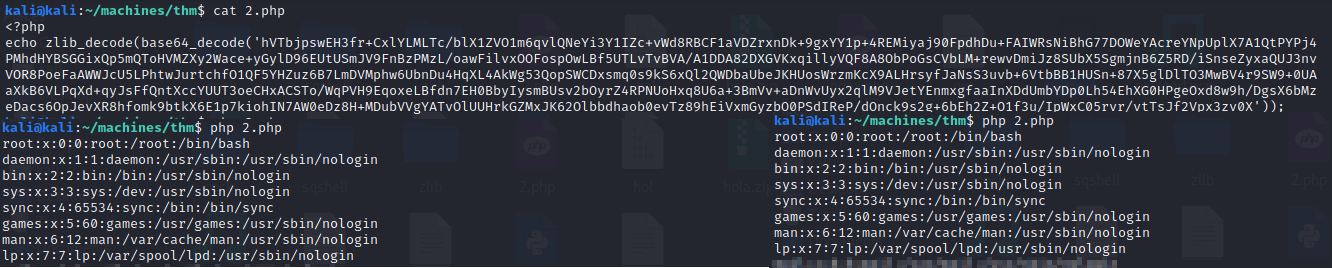 kali@kali:~/machines/thm$ cat 2.php
<?php
echo zlib_decode(base64_decode('hVTbjpswEH3fr+CxlYLMLTc/blX1ZVO1m6qvlQNeYi3Y1IZc+vWd8RBCF1aVDZrxnDk+9gxYY1p+4REMiyaj90FpdhDu+FAIWRsNiBhG77DOWeYAcreYNpUplX7A1QtPYPj4
PMhdHYBSGGixQp5mQToHVMZXy2Wace+yGylD96EUtUSmJV9FnBzPMzL/oawFilvxOOFospOwLBf5UTLvTvBVA/A1DDA82DXGVKxqillyVQF8A8ObPoGsCVbLM+rewvDmiJz8SUbX5SgmjnB6Z5RD/iSnseZyxaQUJ3nv
VOR8PoeFaAWWJcU5LPhtwJurtchfO1QF5YHZuz6B7LmDVMphw6UbnDu4HqXL4AkWg53QopSWCDxsmq0s9kS6xQl2QWDbaUbeJKHUosWrzmKcX9ALHrsyfJaNsS3uvb+6VtbBB1HUSn+87X5glDlTO3MwBV4r9SW9+0UA
aXkB6VLPqXd+qyJsFfQntXccYUUT3oeCHxACSTo/WqPVH9EqoxeLBfdn7EH0BbyIysmBUsv2bOyrZ4RPNUoHxq8U6a+3BmVv+aDnWvUyx2qlM9VJetYEnmxgfaaInXDdUmbYDp0Lh54EhXG0HPgeOxd8w9h/DgsX6bMz
eDacs6OpJevXR8hfomk9btkX6E1p7kiohIN7AW0eDz8H+MDubVVgYATvOlUUHrkGZMxJK62Olbbdhaob0evTz89hEiVxmGyzbO0PSdIReP/dOnck9s2g+6bEh2Z+O1f3u/IpWxC05rvr/vtTsJf2Vpx3zv0X'));
kali@kali:~/machines/thm$ php 2.php
root:x:0:0:root:/root:/bin/bash
daemon:x:1:1:daemon:/usr/sbin:/usr/sbin/nologin
bin:x:2:2:bin:/bin:/usr/sbin/nologin
sys:x:3:3:sys:/dev:/usr/sbin/nologin
sync:x:4:65534:sync:/bin:/bin/sync
games:x:5:60:games:/usr/games:/usr/sbin/nologin
man:x:6:12:man:/var/cache/man:/usr/sbin/nologin
lp:x:7:7:lp:/var/spool/lpd:/usr/sbin/nologin
kali@kali:~/machines/thm$ php 2.php
root:x:0:0:root:/root:/bin/bash
daemon:x:1:1:daemon:/usr/sbin:/usr/sbin/nologin
bin:x:2:2:bin:/bin:/usr/sbin/nologin
sys:x:3:3:sys:/dev:/usr/sbin/nologin
sync:x:4:65534:sync:/bin:/bin/sync
games:x:5:60:games:/usr/games:/usr/sbin/nologin
man:x:6:12:man:/var/cache/man:/usr/sbin/nologin
lp:x:7:7:lp:/var/spool/lpd:/usr/sbin/nologin